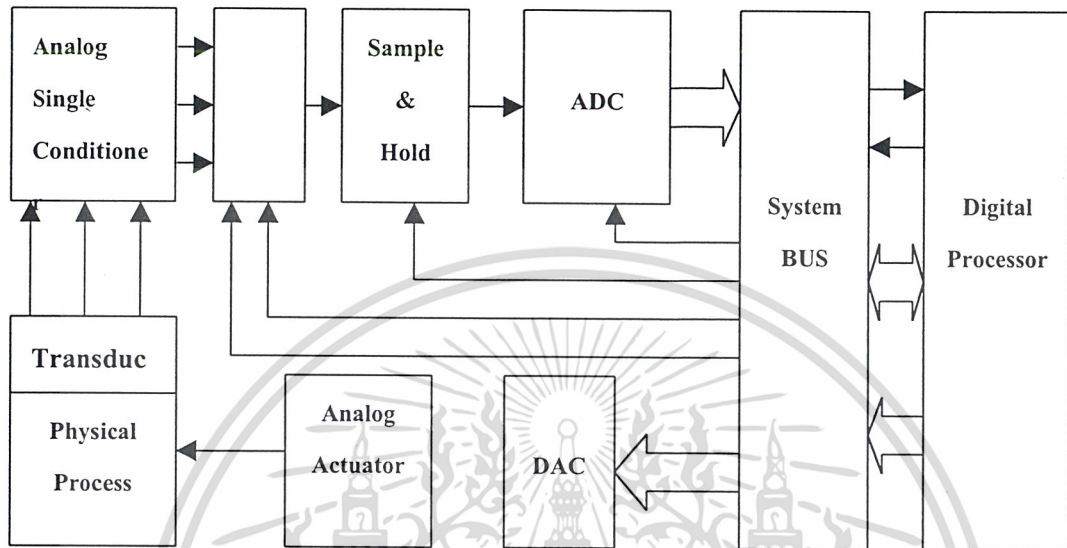 Analog
Single
Conditione
r
Sample
&
Hold
ADC
System
BUS
Digital
Processor
Transduc
Physical
Process
Analog
Actuator
DAC